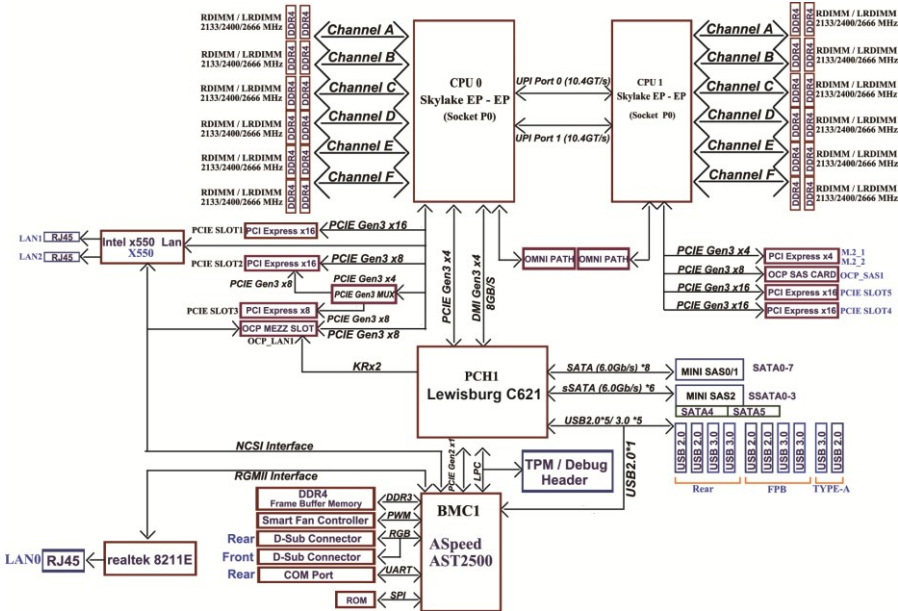 RDIMM / LRDIMM
2133/2400/2666 MHz
DDR4
DDR4
Channel A
RDIMM / LRDIMM
2133/2400/2666 MHz
DDR4
DDR4
Channel B
RDIMM / LRDIMM
2133/2400/2666 MHz
DDR4
DDR4
Channel C
RDIMM / LRDIMM
2133/2400/2666 MHz
DDR4
DDR4
Channel D
RDIMM / LRDIMM
2133/2400/2666 MHz
DDR4
DDR4
Channel E
RDIMM / LRDIMM
2133/2400/2666 MHz
DDR4
DDR4
Channel F
CPU 0
Skylake EP - EP
(Socket P0)
UPI Port 0 (10.4GT/s)
UPI Port 1 (10.4GT/s)
CPU 1
Skylake EP - EP
(Socket P0)
Channel A
DDR4
DDR4
RDIMM / LRDIMM
2133/2400/2666 MHz
Channel B
DDR4
DDR4
RDIMM / LRDIMM
2133/2400/2666 MHz
Channel C
DDR4
DDR4
RDIMM / LRDIMM
2133/2400/2666 MHz
Channel D
DDR4
DDR4
RDIMM / LRDIMM
2133/2400/2666 MHz
Channel E
DDR4
DDR4
RDIMM / LRDIMM
2133/2400/2666 MHz
Channel F
DDR4
DDR4
RDIMM / LRDIMM
2133/2400/2666 MHz
LAN1
RJ45
LAN2
RJ45
Intel x550 Lan
X550
PCIE SLOT1
PCI Express x16
PCIE Gen3 x16
PCIE SLOT2
PCI Express x16
PCIE Gen3 x8
PCIE Gen3 x8
PCIE Gen3 x4
PCIE Gen3 MUX
PCIE SLOT3
PCI Express x8
PCIE Gen3 x8
OCP MEZZ SLOT
PCIE Gen3 x8
OCP_LAN1
KRx2
PCIE Gen3 x4
DMI Gen3 x4
8GB/S
OMNI PATH
OMNI PATH
PCIE Gen3 x4
PCI Express x4
M.2_1
M.2_2
PCIE Gen3 x8
OCP SAS CARD
OCP_SAS1
PCIE Gen3 x16
PCI Express x16
PCIE SLOT5
PCIE Gen3 x16
PCI Express x16
PCIE SLOT4
PCH1
Lewisburg C621
SATA (6.0Gb/s) *8
MINI SAS0/1
SATA0-7
sSATA (6.0Gb/s) *6
MINI SAS2
SSATA0-3
SATA4
SATA5
USB2.0*5/ 3.0 *5
USB 2.0
USB 2.0
USB 3.0
USB 3.0
USB 2.0
USB 2.0
USB 3.0
USB 3.0
USB 3.0
USB 2.0
Rear
FPB
TYPE-A
USB2.0*1
NCSI Interface
RGMII Interface
PCIE Gen2 x1
LPC
TPM / Debug
Header
DDR4
Frame Buffer Memory
DDR3
Smart Fan Controller
PWM
Rear
D-Sub Connector
RGB
Front
D-Sub Connector
Rear
COM Port
UART
ROM
SPI
BMC1
ASpeed
AST2500
LAN0
RJ45
realtek 8211E